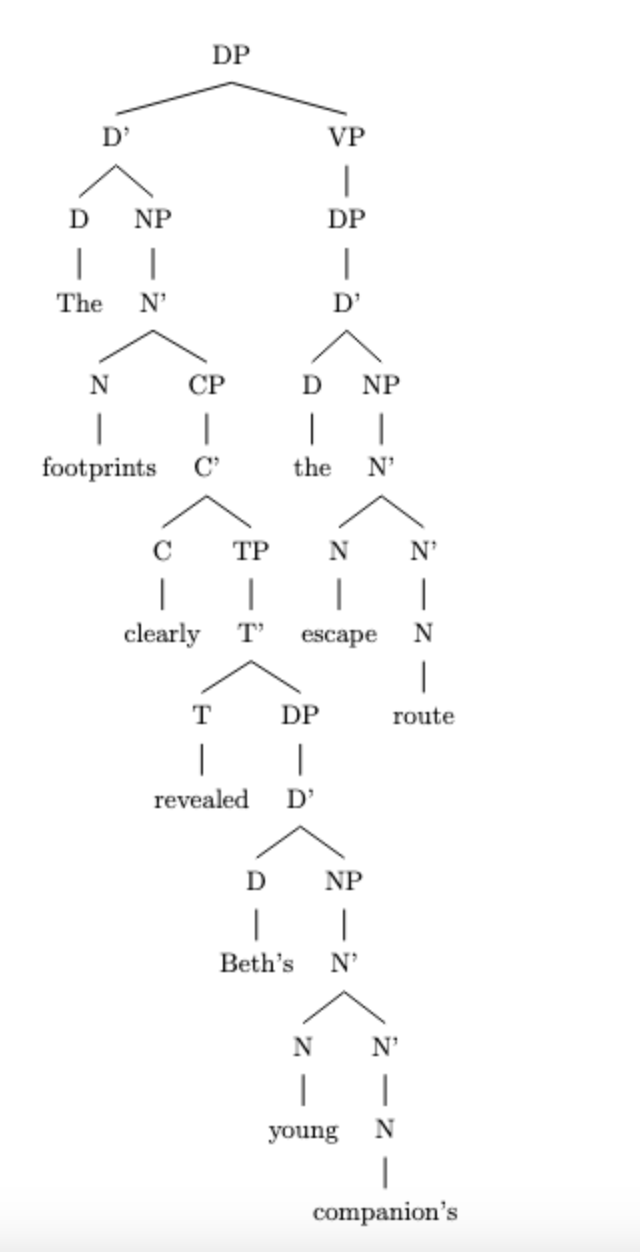 DP
D’ VP
D NP DP
The N’ D’
N CP D NP
footprints C’ the N’
C TP N N’
clearly T’ escape N
T DP route
revealed D’
D NP
Beth’s N’
N N’
young N
companion’s